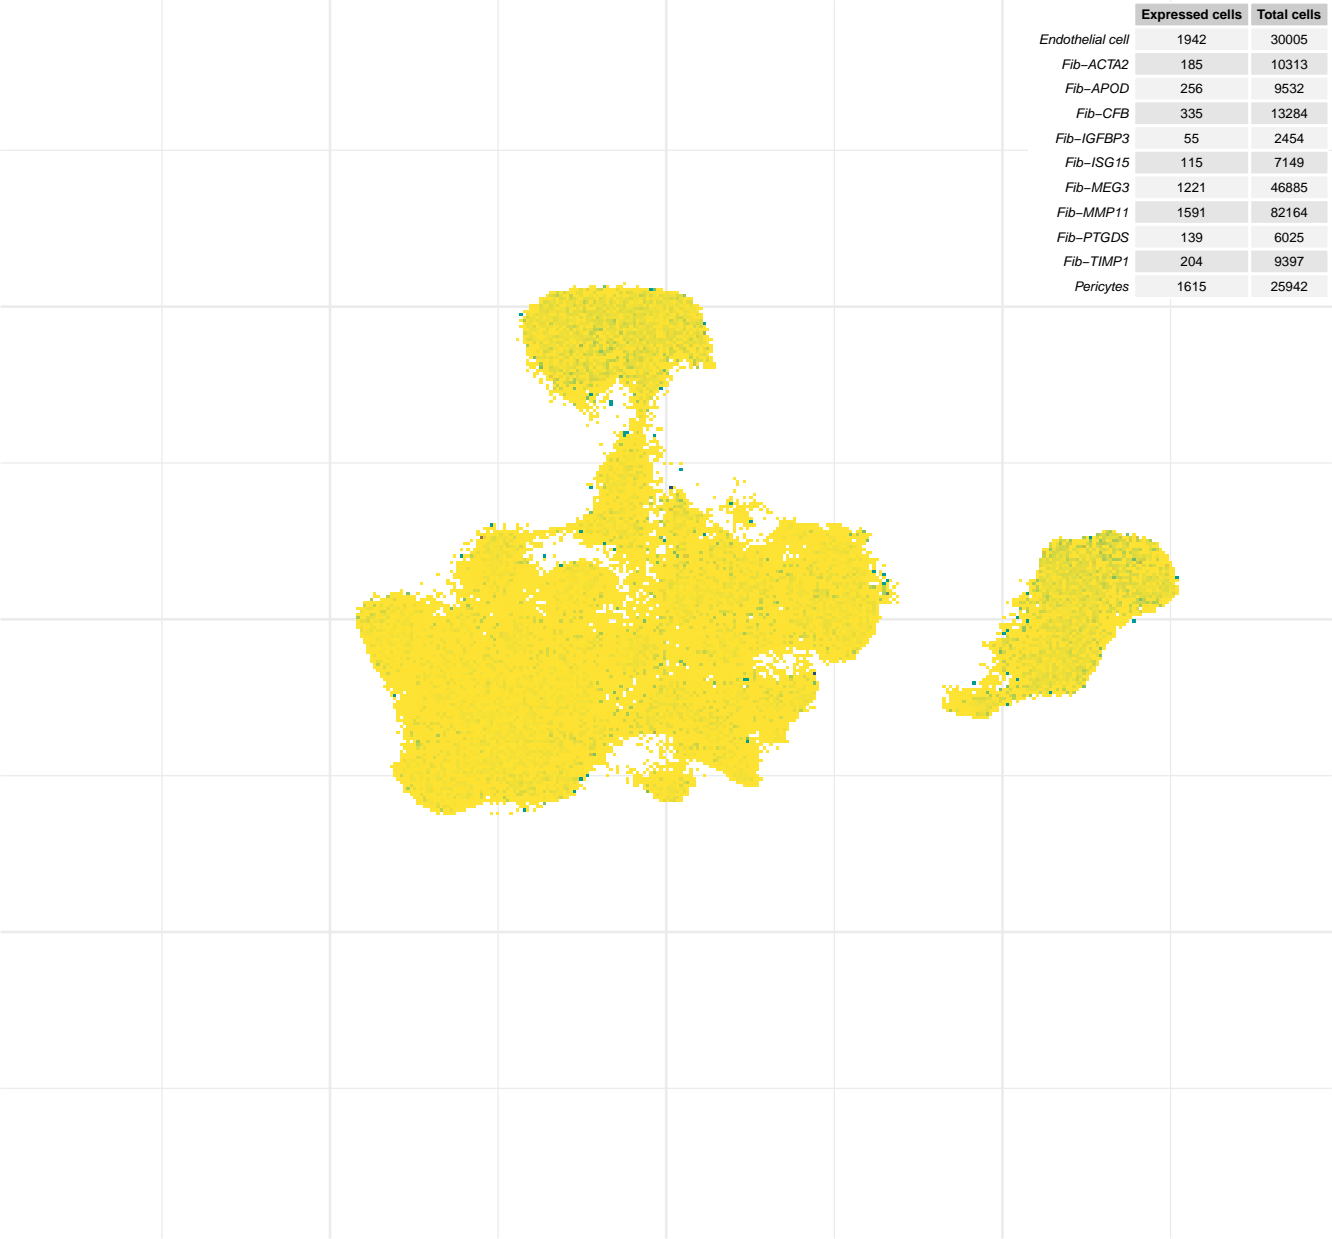 Expressed cells Total cells
Endothelial cell 1942 30005
Fib−ACTA2 185 10313
Fib−APOD 256 9532
Fib−CFB 335 13284
Fib−IGFBP3 55 2454
Fib−ISG15 115 7149
Fib−MEG3 1221 46885
Fib−MMP11 1591 82164
Fib−PTGDS 139 6025
Fib−TIMP1 204 9397
Pericytes 1615 25942